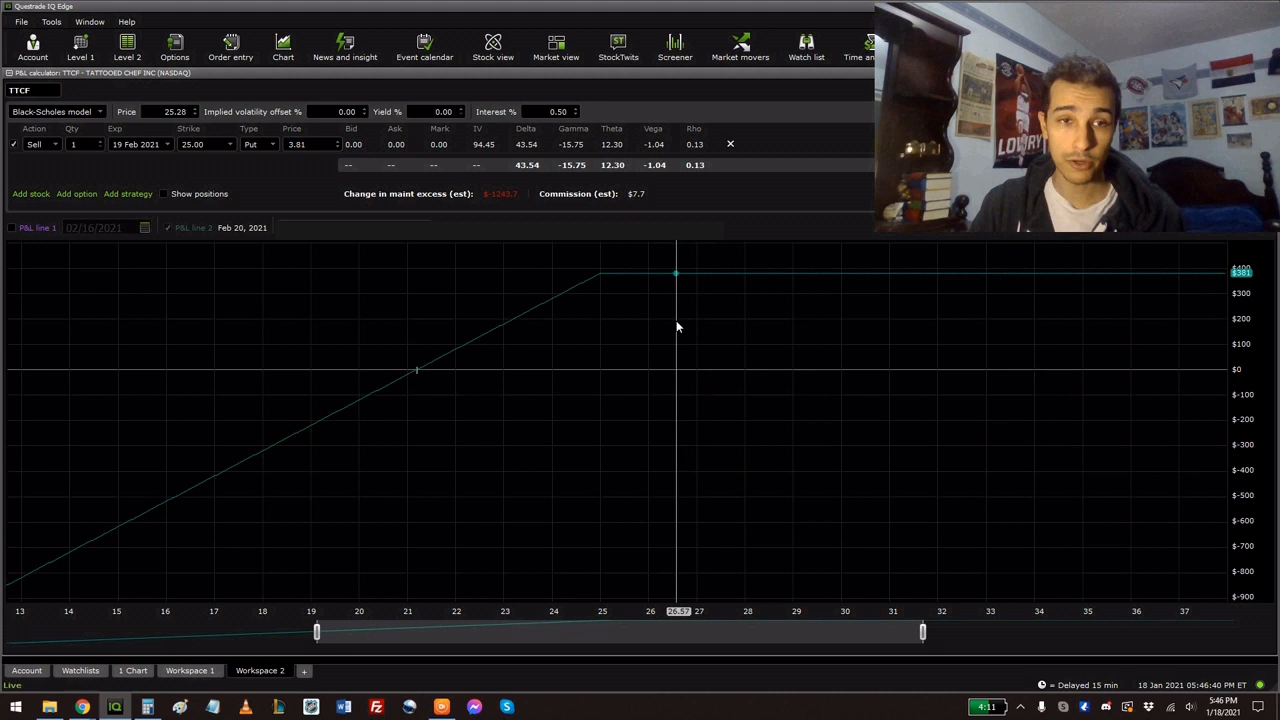 Questrade IQ Edge
File Tools Window Help
Account Level 1 Level 2 Options Order entry Chart News and insight Event calendar Stock view Market view StockTwits Screener Market movers Watch list Time an
P&L calculator: TTCF - TATTOOED CHEF INC (NASDAQ)
TTCF
Black-Scholes model Price 25.28 Implied volatility offset % 0.00 Yield % 0.00 Interest % 0.50
Action Qty Exp Strike Type Price Bid Ask Mark IV Delta Gamma Theta Vega Rho
Sell 1 19 Feb 2021 25.00 Put 3.81 0.00 0.00 0.00 94.45 43.54 -15.75 12.30 -1.04 0.13
-- -- -- -- 43.54 -15.75 12.30 -1.04 0.13
Add stock Add option Add strategy Show positions Change in maint excess (est): $-1243.7 Commission (est): $7.7
P&L line 1 02/16/2021 P&L line 2 Feb 20, 2021
LOWRY
$400
$381
$300
$200
$100
$0
$-100
$-200
$-300
$-400
$-500
$-600
$-700
$-800
$-900
13 14 15 16 17 18 19 20 21 22 23 24 25 26 26.57 27 28 29 30 31 32 33 34 35 36 37
Account Watchlists 1 Chart Workspace 1 Workspace 2 +
Live = Delayed 15 min 18 Jan 2021 05:46:40 PM ET
4:11 5:46 PM
1/18/2021